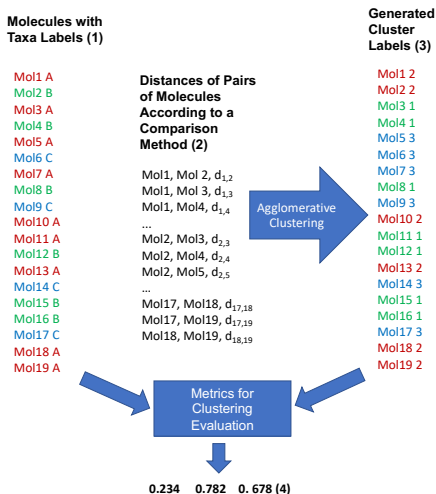 Molecules with
Taxa Labels (1)
Mol1 A
Mol2 B
Mol3 A
Mol4 B
Mol5 A
Mol6 C
Mol7 A
Mol8 B
Mol9 C
Mol10 A
Mol11 A
Mol12 B
Mol13 A
Mol14 C
Mol15 B
Mol16 B
Mol17 C
Mol18 A
Mol19 A
Distances of Pairs
of Molecules
According to a
Comparison
Method (2)
Mol1, Mol 2, d1,2
Mol1, Mol 3, d1,3
Mol1, Mol4, d1,4
...
Mol2, Mol3, d2,3
Mol2, Mol4, d2,4
Mol2, Mol5, d2,5
...
Mol17, Mol18, d17,18
Mol17, Mol19, d17,19
Mol18, Mol19, d18,19
Agglomerative
Clustering
Generated
Cluster
Labels (3)
Mol1 2
Mol2 2
Mol3 1
Mol4 1
Mol5 3
Mol6 3
Mol7 3
Mol8 1
Mol9 3
Mol10 2
Mol11 1
Mol12 1
Mol13 2
Mol14 3
Mol15 1
Mol16 1
Mol17 3
Mol18 2
Mol19 2
Metrics for
Clustering
Evaluation
0.234 0.782 0. 678 (4)